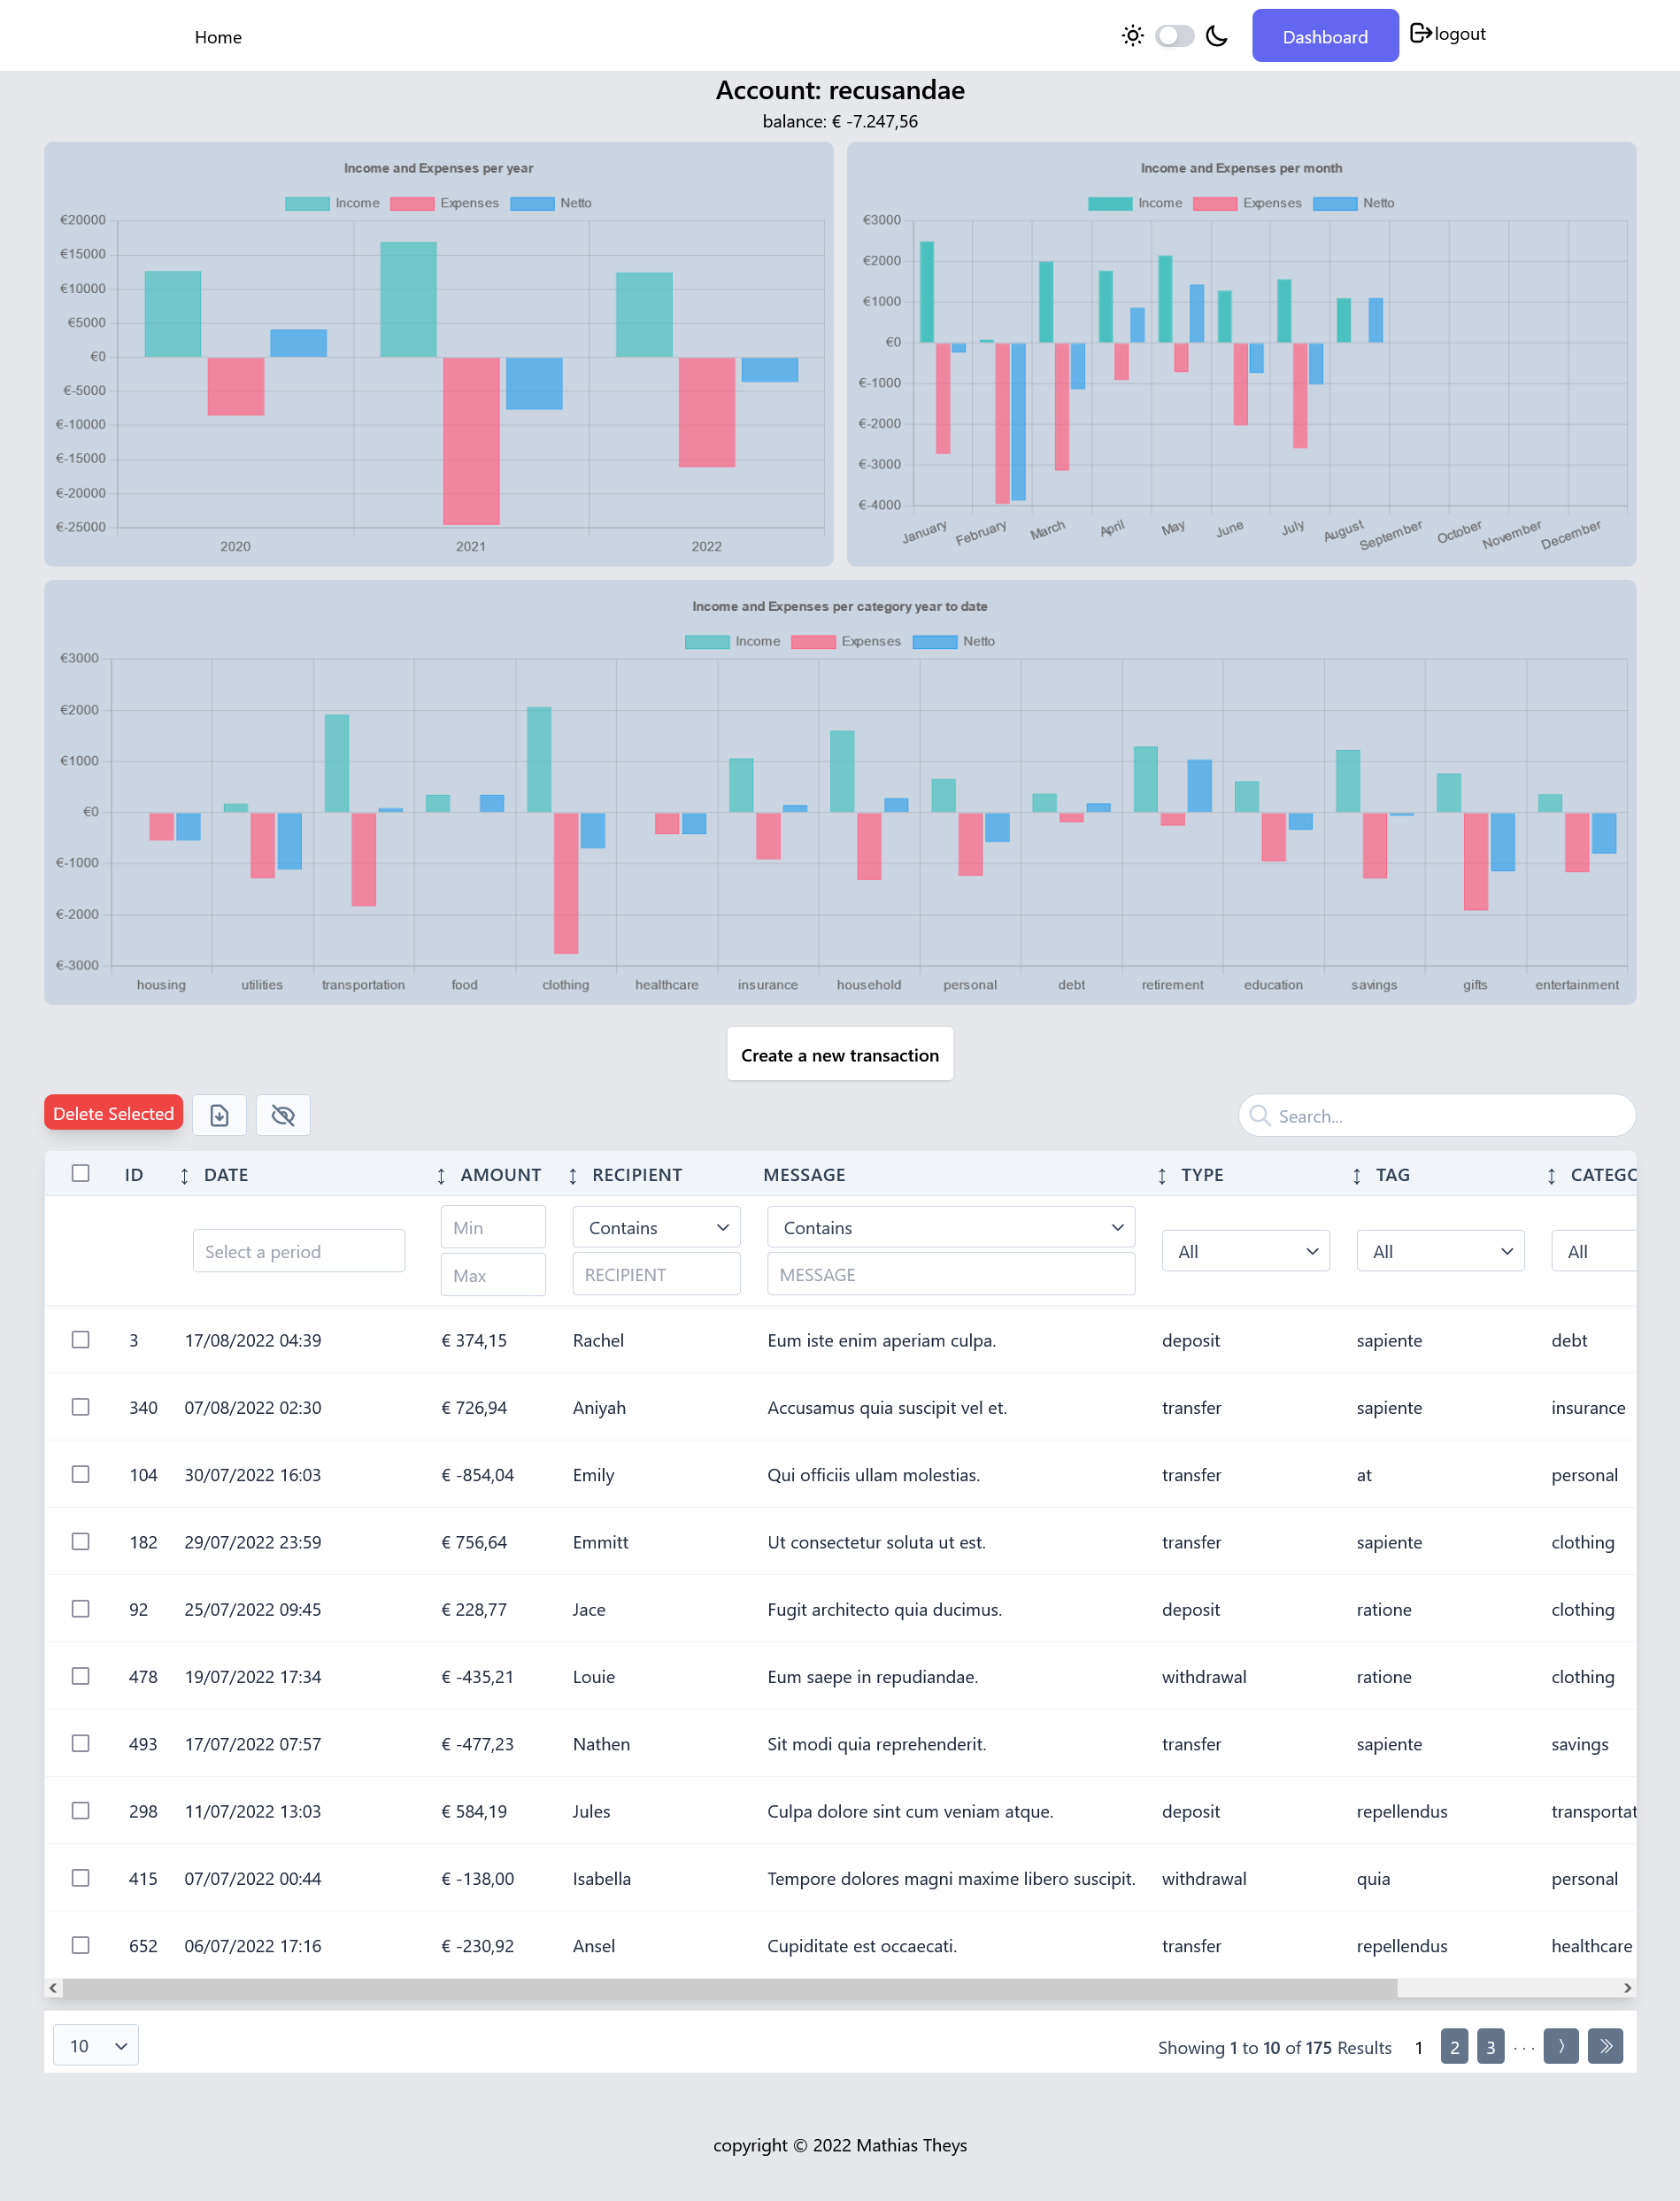 Home Dashboard logout
Account: recusandae
balance: € -7.247,56
Income and Expenses per year
Income Expenses Netto
€20000
€15000
€10000
€5000
€0
€-5000
€-10000
€-15000
€-20000
€-25000
2020 2021 2022
Income and Expenses per month
Income Expenses Netto
€3000
€2000
€1000
€0
€-1000
€-2000
€-3000
€-4000
January February March April May June July August September October November December
Income and Expenses per category year to date
Income Expenses Netto
€3000
€2000
€1000
€0
€-1000
€-2000
€-3000
housing utilities transportation food clothing healthcare insurance household personal debt retirement education savings gifts entertainment
Create a new transaction
Delete Selected Search...
ID DATE AMOUNT RECIPIENT MESSAGE TYPE TAG CATEGO
Min Contains Contains
Select a period All All All
Max RECIPIENT MESSAGE
3 17/08/2022 04:39 € 374,15 Rachel Eum iste enim aperiam culpa. deposit sapiente debt
340 07/08/2022 02:30 € 726,94 Aniyah Accusamus quia suscipit vel et. transfer sapiente insurance
104 30/07/2022 16:03 € -854,04 Emily Qui officiis ullam molestias. transfer at personal
182 29/07/2022 23:59 € 756,64 Emmitt Ut consectetur soluta ut est. transfer sapiente clothing
92 25/07/2022 09:45 € 228,77 Jace Fugit architecto quia ducimus. deposit ratione clothing
478 19/07/2022 17:34 € -435,21 Louie Eum saepe in repudiandae. withdrawal ratione clothing
493 17/07/2022 07:57 € -477,23 Nathen Sit modi quia reprehenderit. transfer sapiente savings
298 11/07/2022 13:03 € 584,19 Jules Culpa dolore sint cum veniam atque. deposit repellendus transportat
415 07/07/2022 00:44 € -138,00 Isabella Tempore dolores magni maxime libero suscipit. withdrawal quia personal
652 06/07/2022 17:16 € -230,92 Ansel Cupiditate est occaecati. transfer repellendus healthcare
10 Showing 1 to 10 of 175 Results 1 2 3 ...
copyright © 2022 Mathias Theys